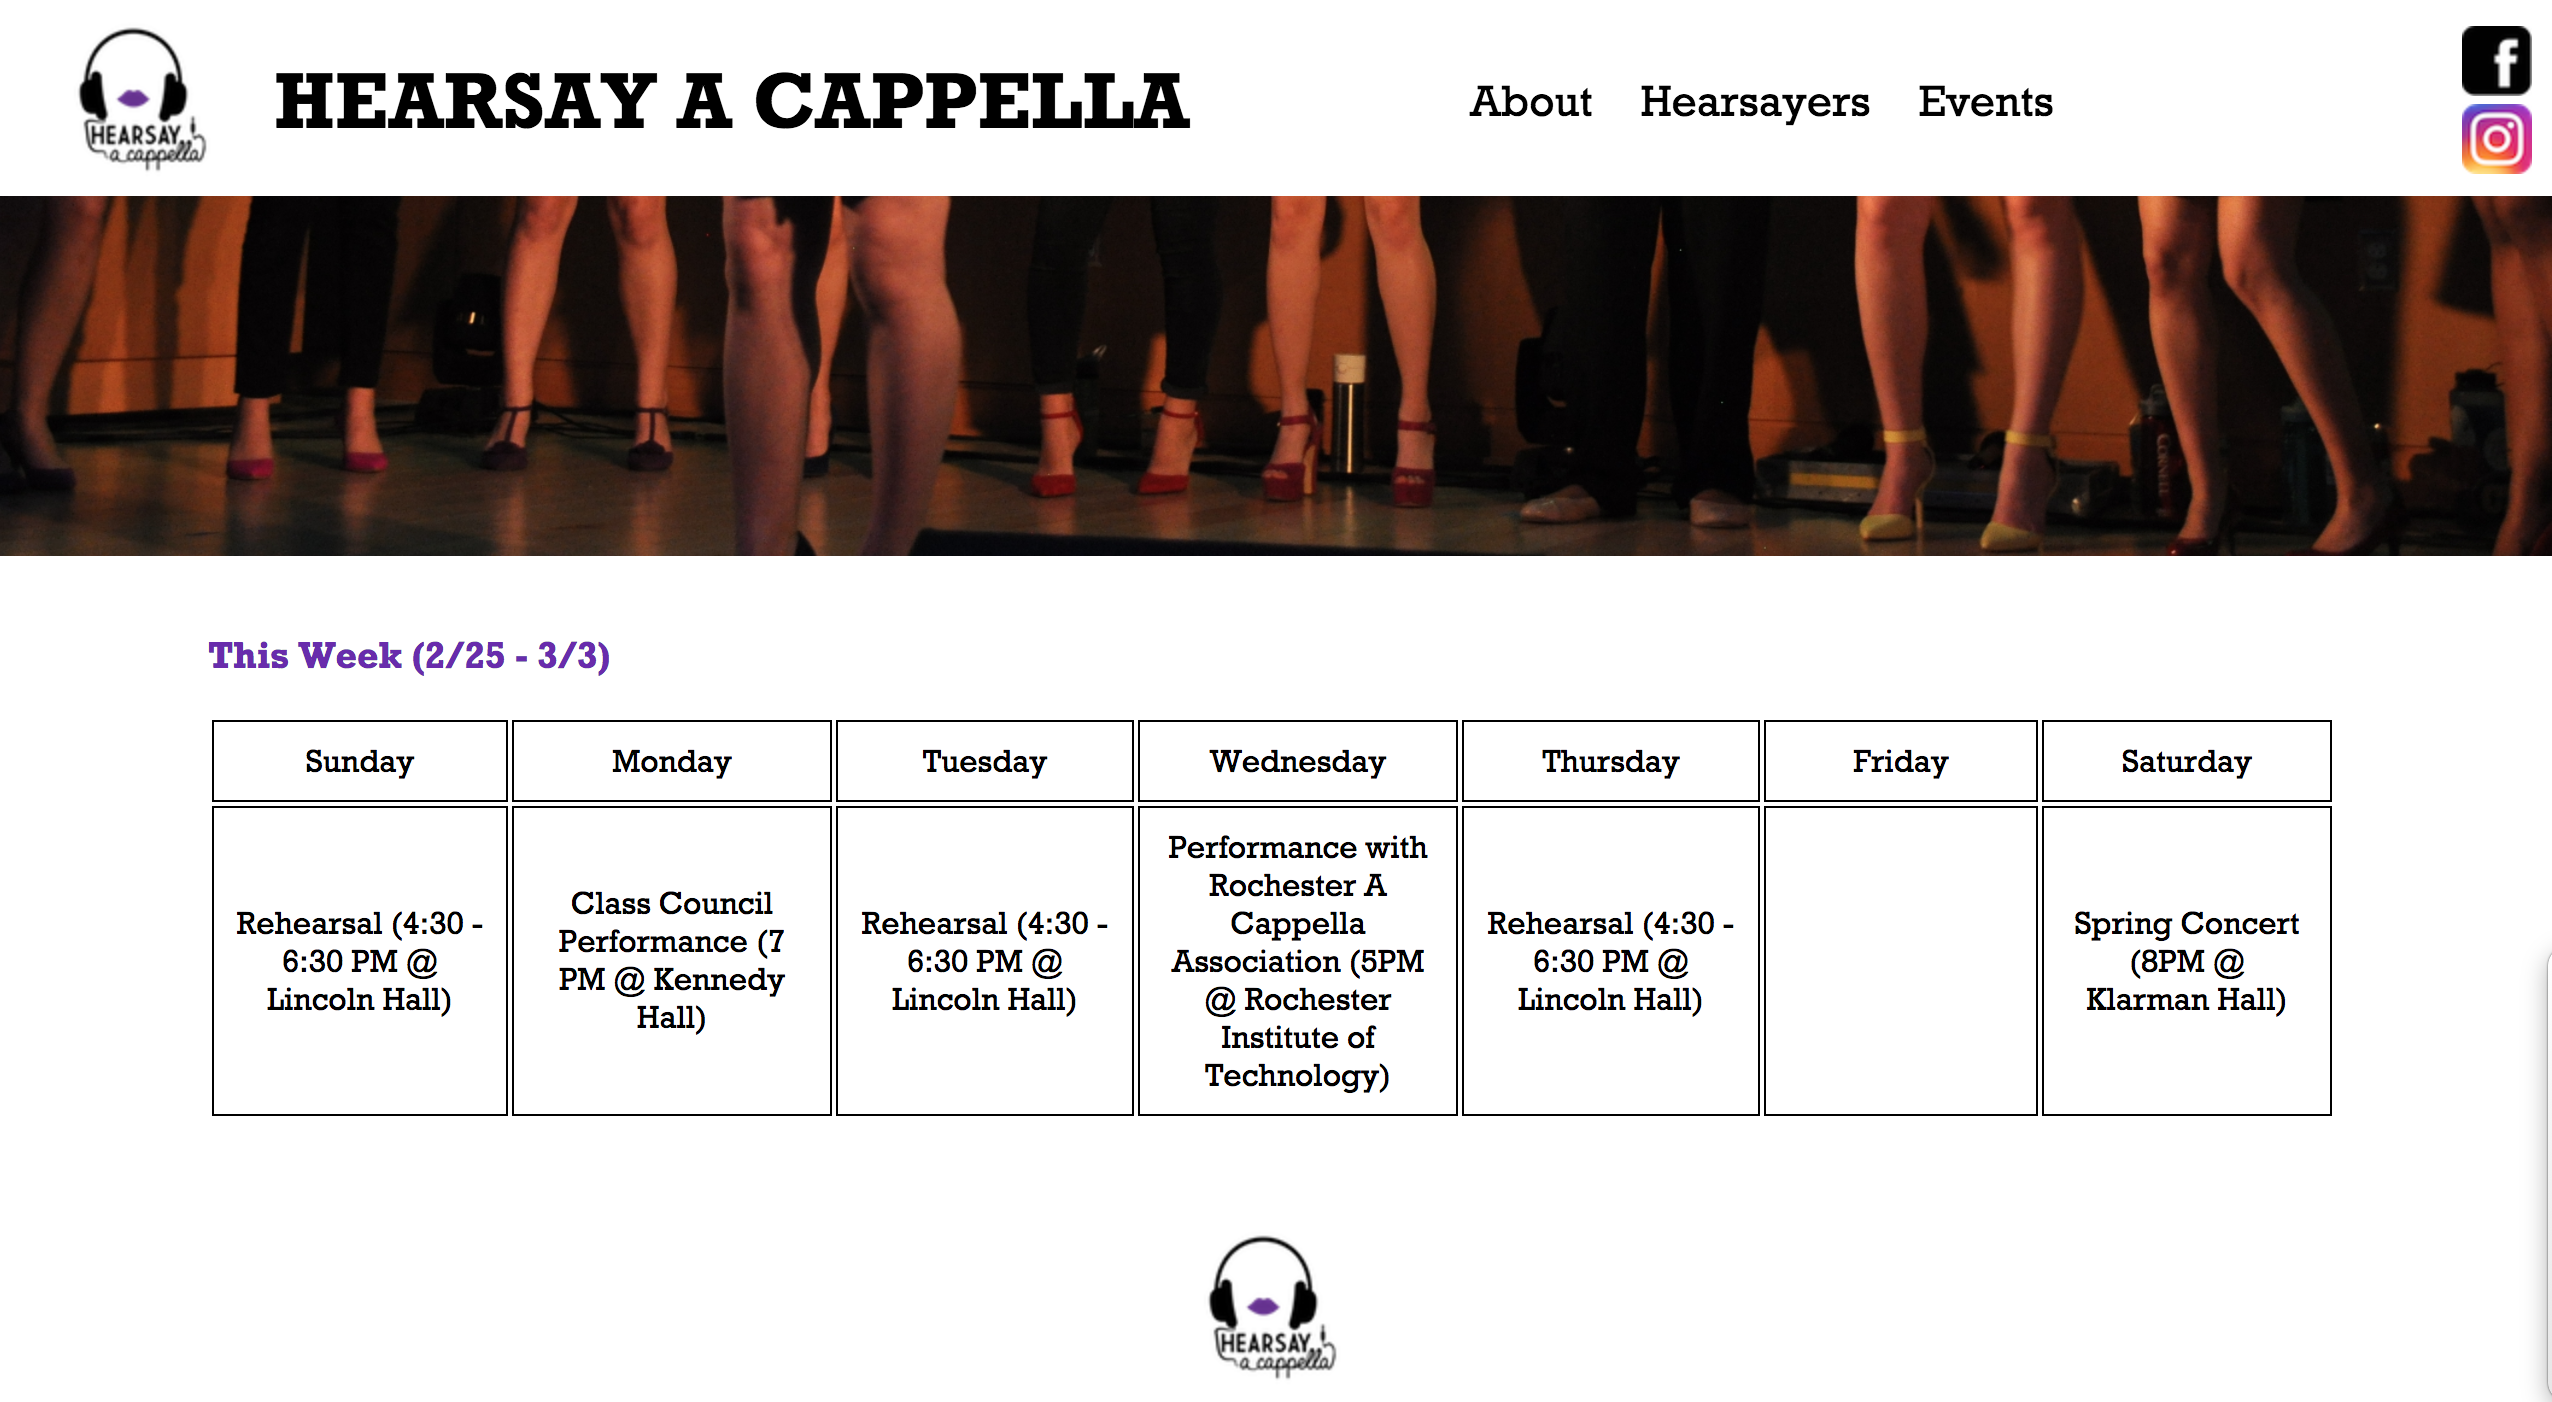 HEARSAY
a cappella
HEARSAY A CAPPELLA
About Hearsayers Events
CORNELL
This Week (2/25 - 3/3)
Sunday Monday Tuesday Wednesday Thursday Friday Saturday
Rehearsal (4:30 -
6:30 PM @
Lincoln Hall)
Class Council
Performance (7
PM @ Kennedy
Hall)
Rehearsal (4:30 -
6:30 PM @
Lincoln Hall)
Performance with
Rochester A
Cappella
Association (5PM
@ Rochester
Institute of
Technology)
Rehearsal (4:30 -
6:30 PM @
Lincoln Hall)
Spring Concert
(8PM @
Klarman Hall)
HEARSAY
a cappella